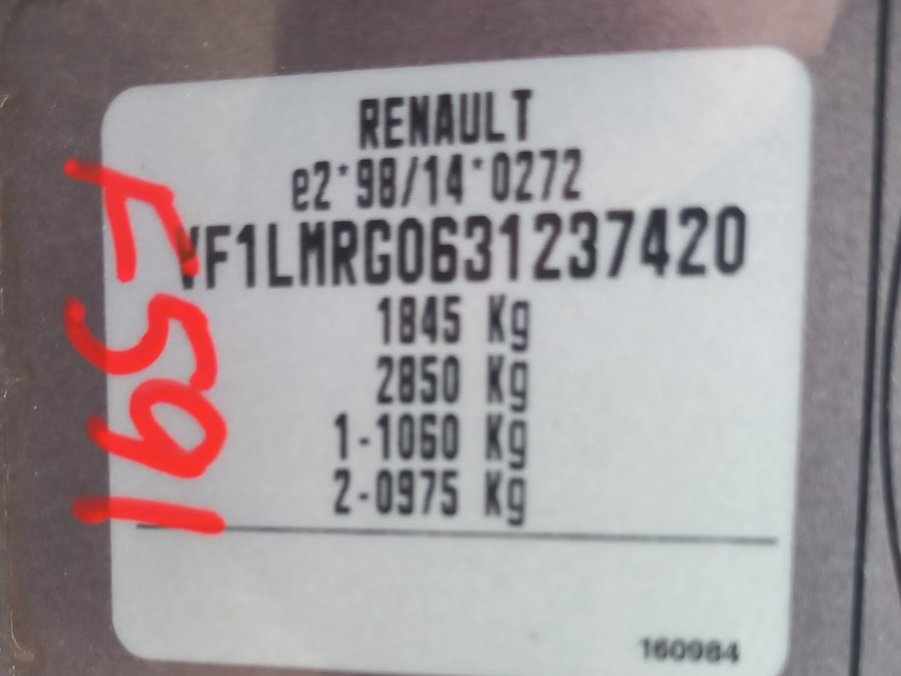 RENAULT
e2*98/14*0272
VF1LMRG0631237420
1845 Kg
2850 Kg
1-1060 Kg
2-0975 Kg
160984